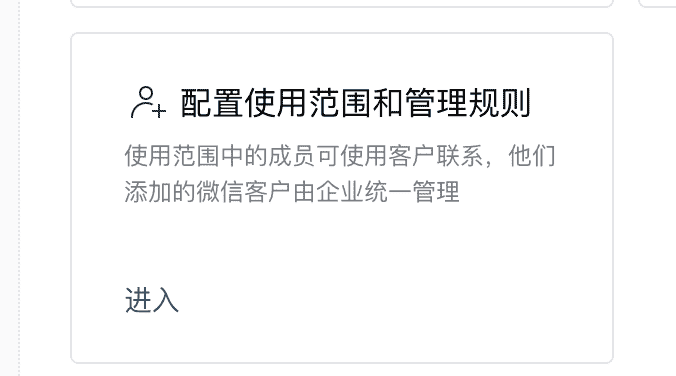 配置使用范围和管理规则
使用范围中的成员可使用客户联系，他们
添加的微信客户由企业统一管理
进入